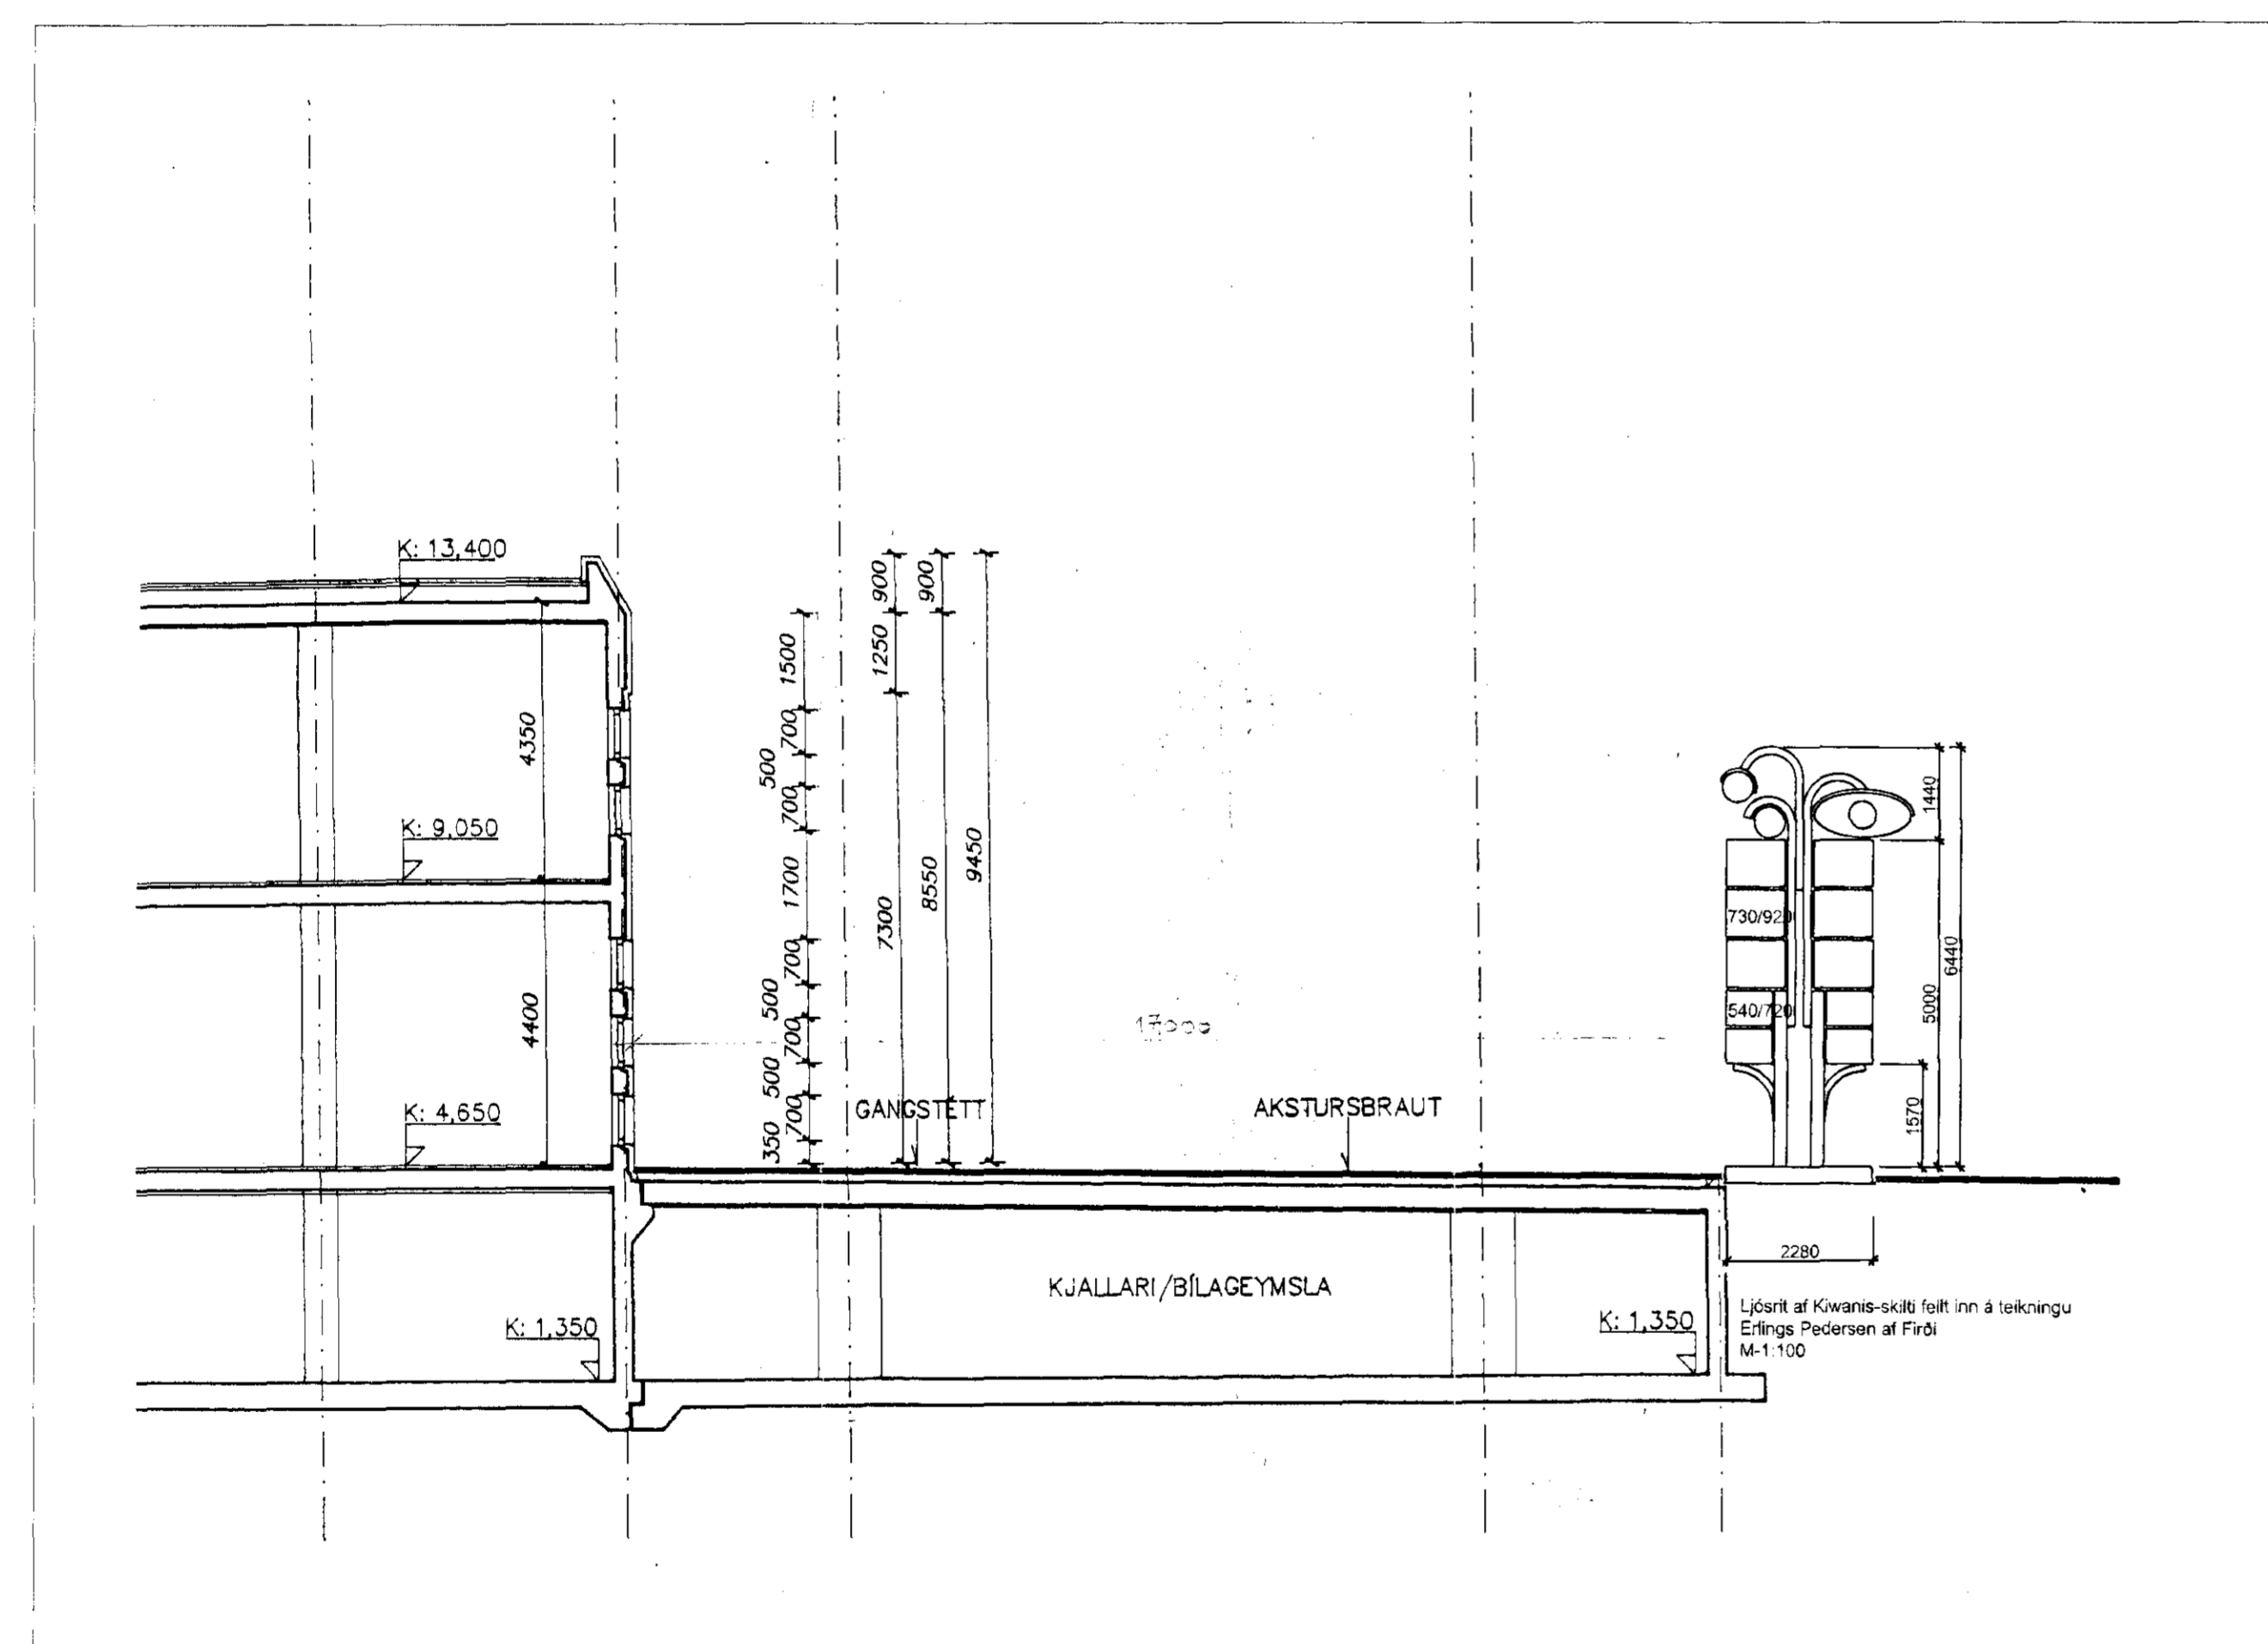 K: 13,400
4350
K: 9,050
4400
K: 4,650
K: 1,350
1500
700
500
700
1700
700
500
700
500
700
350
900
1250
7300
900
8550
9450
17000
GANGSTÉTT
AKSTURSBRAUT
KJALLARI/BÍLAGEYMSLA
K: 1,350
730/920
540/720
1440
5000
6440
1570
2280
Ljósrit af Kiwanis-skilti fellt inn á teikningu
Erlings Pedersen af Firði
M-1:100